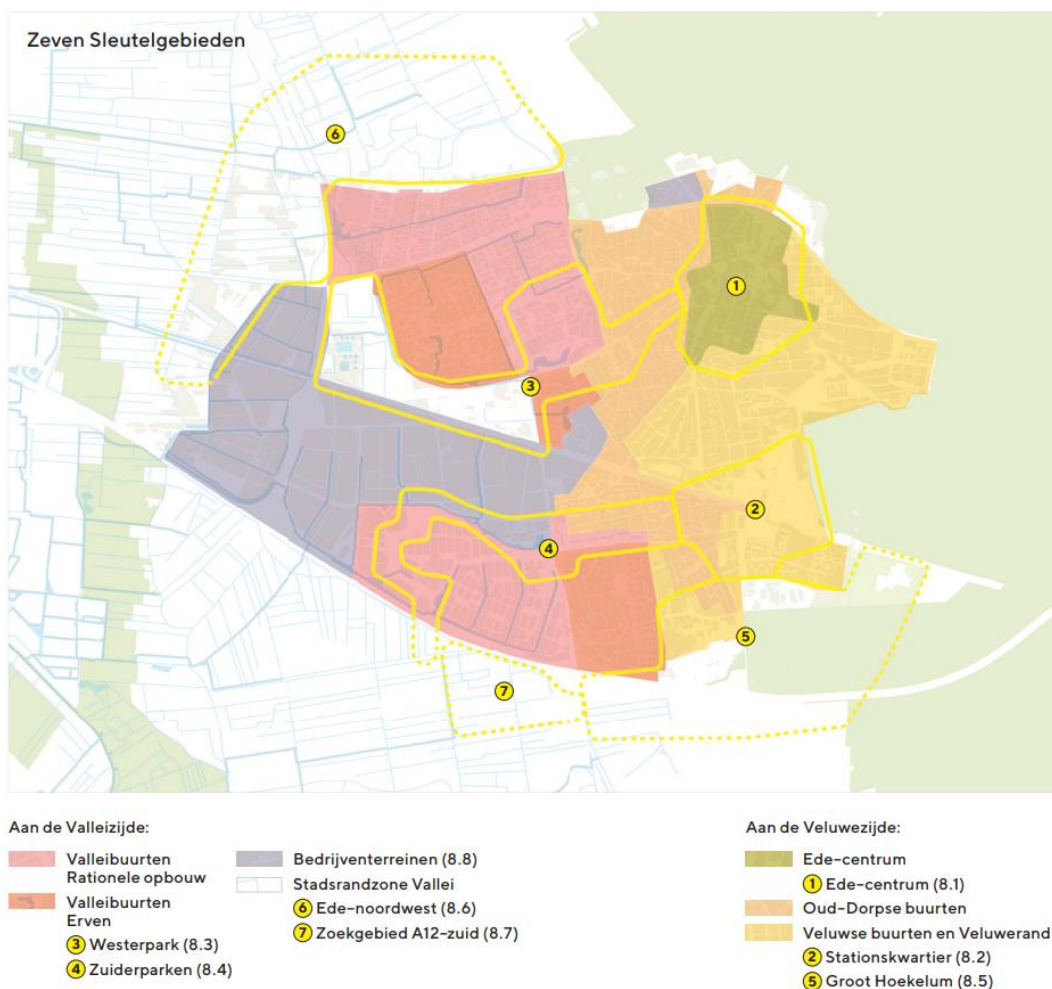 Zeven Sleutelgebieden
6
1
3
2
4
5
7
Aan de Valleizijde:
Valleibuurten
Rationele opbouw
Valleibuurten
Erven
3 Westerpark (8.3)
4 Zuiderparken (8.4)
Bedrijventerreinen (8.8)
Stadsrandzone Vallei
6 Ede-noordwest (8.6)
7 Zoekgebied A12-zuid (8.7)
Aan de Veluwezijde:
Ede-centrum
1 Ede-centrum (8.1)
Oud-Dorpse buurten
Veluwse buurten en Veluwerand
2 Stationskwartier (8.2)
5 Groot Hoekelum (8.5)